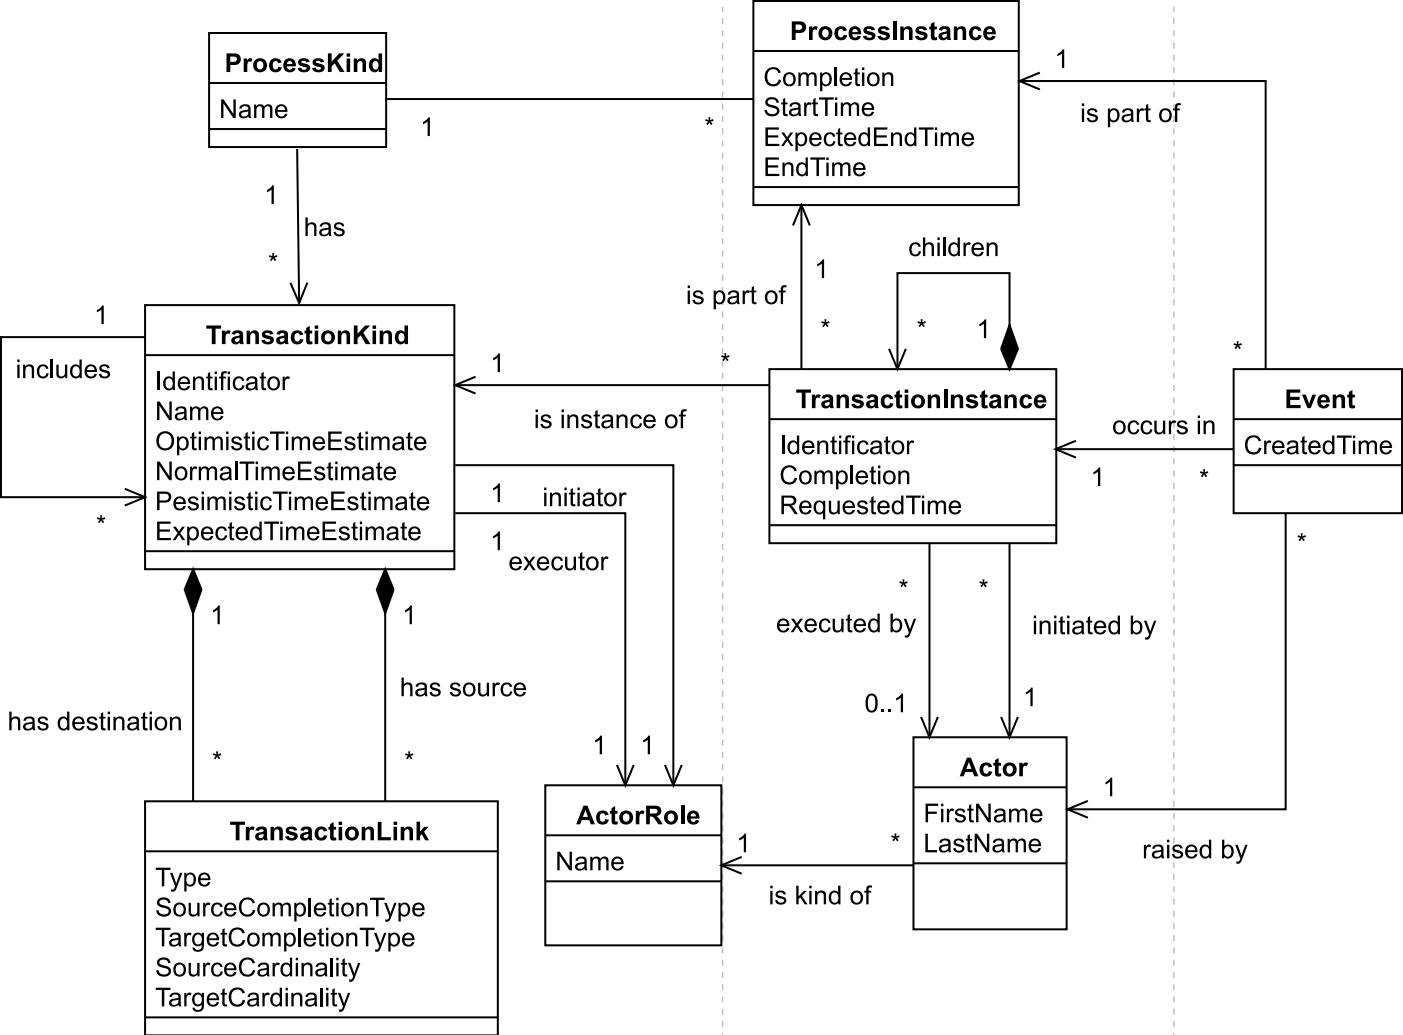 ProcessKind
Name
1
*
ProcessInstance
Completion
StartTime
ExpectedEndTime
EndTime
1
is part of
*
1
has
*
children
1
is part of
*
*
1
1
includes
*
TransactionKind
Identificator
Name
OptimisticTimeEstimate
NormalTimeEstimate
PesimisticTimeEstimate
ExpectedTimeEstimate
1
*
is instance of
1
initiator
1
executor
TransactionInstance
Identificator
Completion
RequestedTime
Event
CreatedTime
occurs in
1
*
*
1
1
has destination
has source
*
*
*
*
executed by
initiated by
0..1
1
1
1
Actor
FirstName
LastName
1
raised by
ActorRole
Name
1
*
is kind of
TransactionLink
Type
SourceCompletionType
TargetCompletionType
SourceCardinality
TargetCardinality